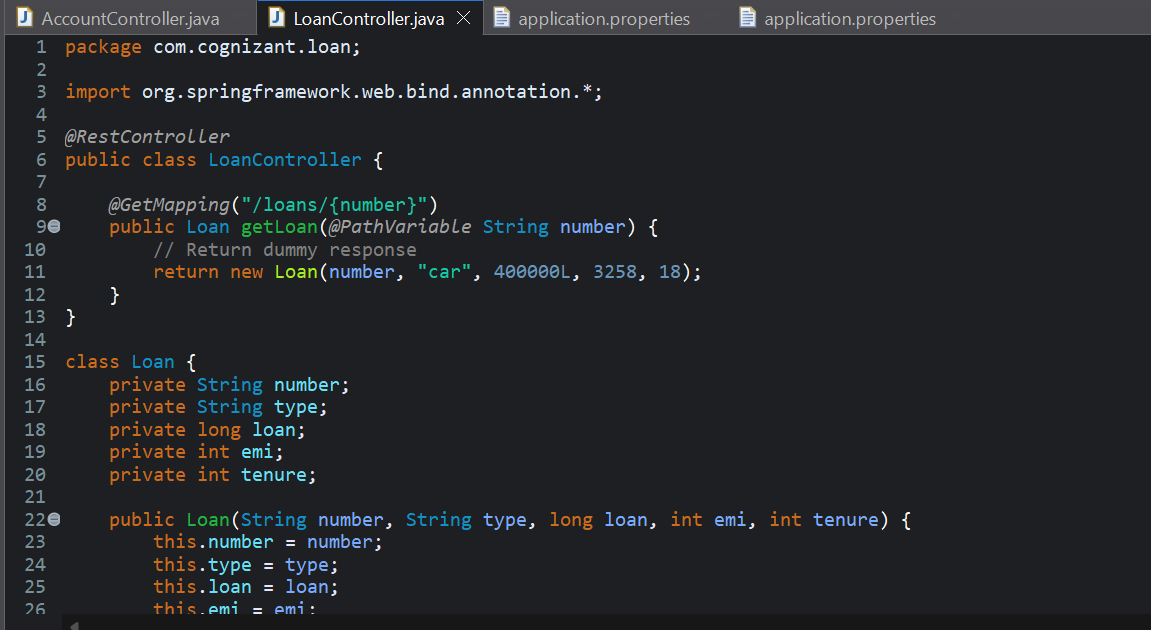 AccountController.java LoanController.java application.properties application.properties
1 package com.cognizant.loan;
2
3 import org.springframework.web.bind.annotation.*;
4
5 @RestController
6 public class LoanController {
7
8     @GetMapping("/loans/{number}")
9     public Loan getLoan(@PathVariable String number) {
10         // Return dummy response
11         return new Loan(number, "car", 400000L, 3258, 18);
12     }
13 }
14
15 class Loan {
16     private String number;
17     private String type;
18     private long loan;
19     private int emi;
20     private int tenure;
21
22     public Loan(String number, String type, long loan, int emi, int tenure) {
23         this.number = number;
24         this.type = type;
25         this.loan = loan;
26         this.emi = emi;